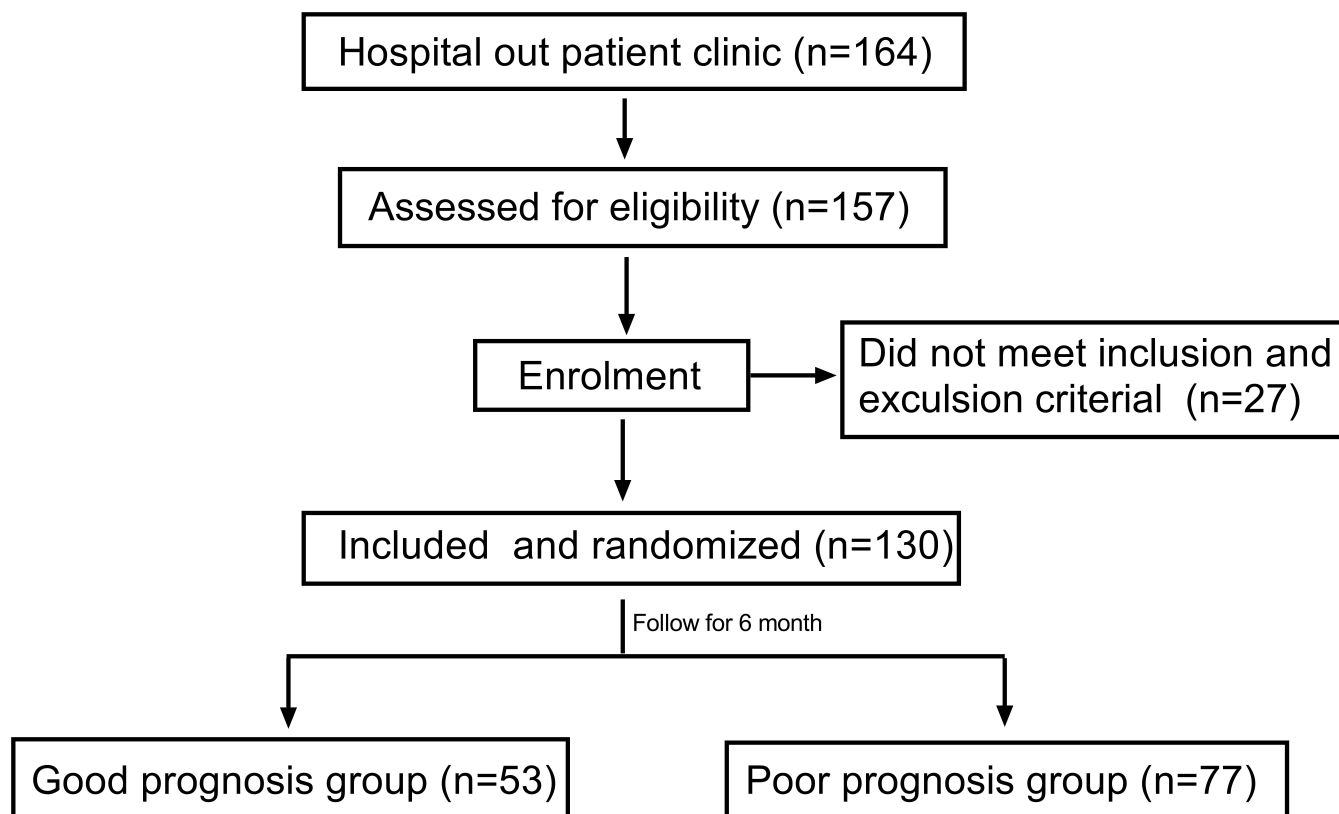 Hospital out patient clinic (n=164)
Assessed for eligibility (n=157)
Enrolment
Did not meet inclusion and
exculsion criterial (n=27)
Included and randomized (n=130)
Follow for 6 month
Good prognosis group (n=53)
Poor prognosis group (n=77)